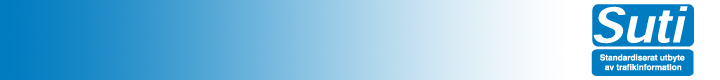 Suti
Standardiserat utbyte
av trafikinformation